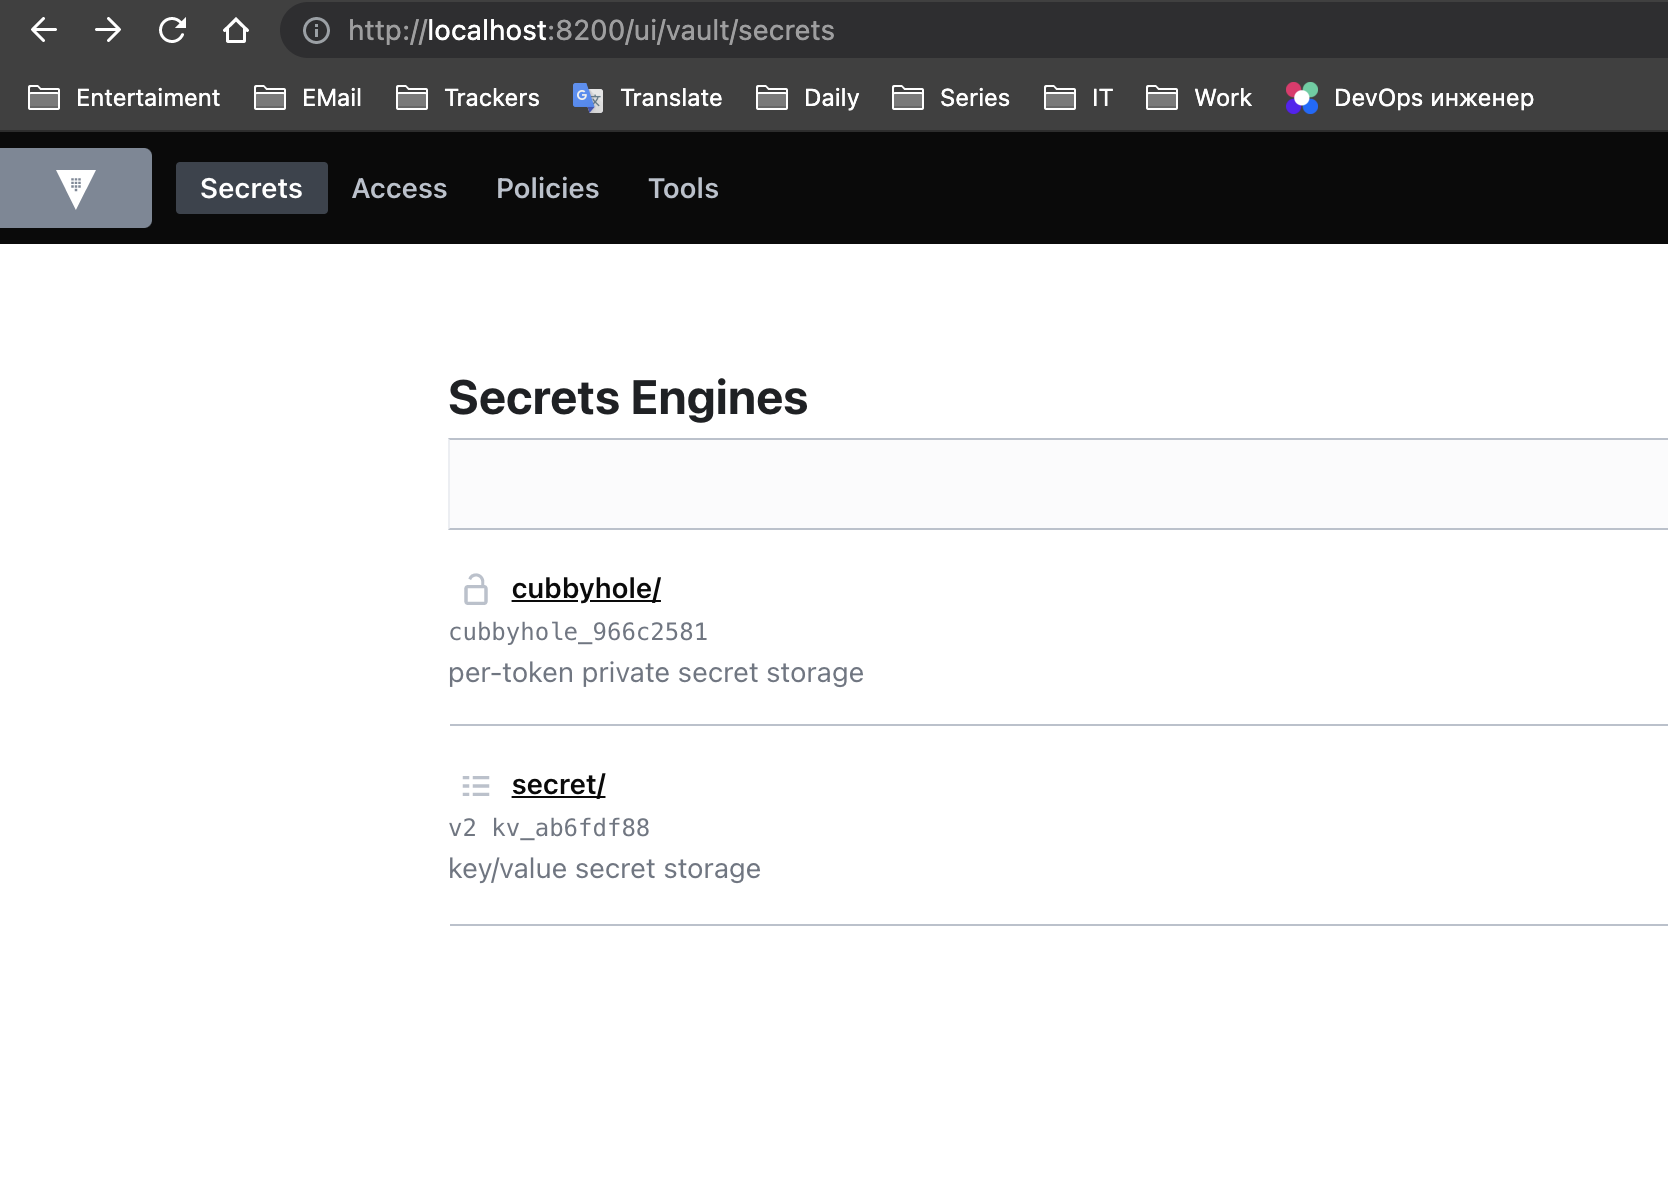 http://localhost:8200/ui/vault/secrets
Entertaiment EMail Trackers Translate Daily Series IT Work DevOps инженер
Secrets Access Policies Tools
Secrets Engines
cubbyhole/
cubbyhole_966c2581
per-token private secret storage
secret/
v2 kv_ab6fdf88
key/value secret storage